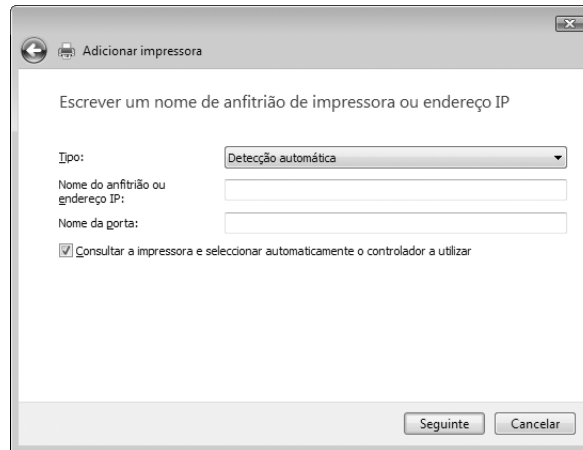 Adicionar impressora
Escrever um nome de anfitrião de impressora ou endereço IP
Tipo:
Detecção automática
Nome do anfitrião ou
endereço IP:
Nome da porta:
Consultar a impressora e seleccionar automaticamente o controlador a utilizar
Seguinte
Cancelar